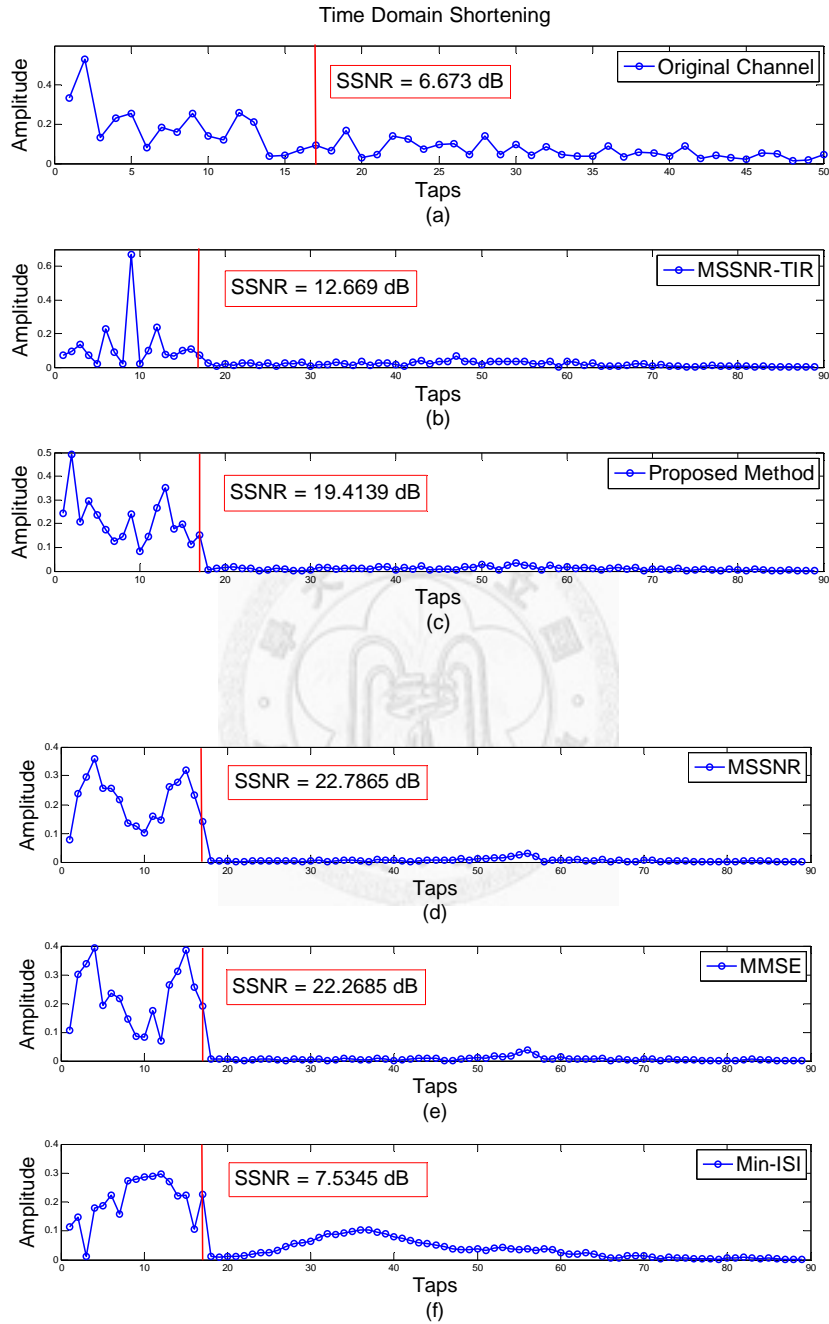 Time Domain Shortening
Amplitude
0.4
0.2
0
SSNR = 6.673 dB
Original Channel
0 5 10 15 20 25 30 35 40 45 50
Taps
(a)
Amplitude
0.6
0.4
0.2
0
SSNR = 12.669 dB
MSSNR-TIR
0 10 20 30 40 50 60 70 80 90
Taps
(b)
Amplitude
0.5
0.4
0.3
0.2
0.1
0
SSNR = 19.4139 dB
Proposed Method
0 10 20 30 40 50 60 70 80 90
Taps
(c)
Amplitude
0.4
0.3
0.2
0.1
0
SSNR = 22.7865 dB
MSSNR
0 10 20 30 40 50 60 70 80 90
Taps
(d)
Amplitude
0.4
0.3
0.2
0.1
0
SSNR = 22.2685 dB
MMSE
0 10 20 30 40 50 60 70 80 90
Taps
(e)
Amplitude
0.4
0.3
0.2
0.1
0
SSNR = 7.5345 dB
Min-ISI
0 10 20 30 40 50 60 70 80 90
Taps
(f)